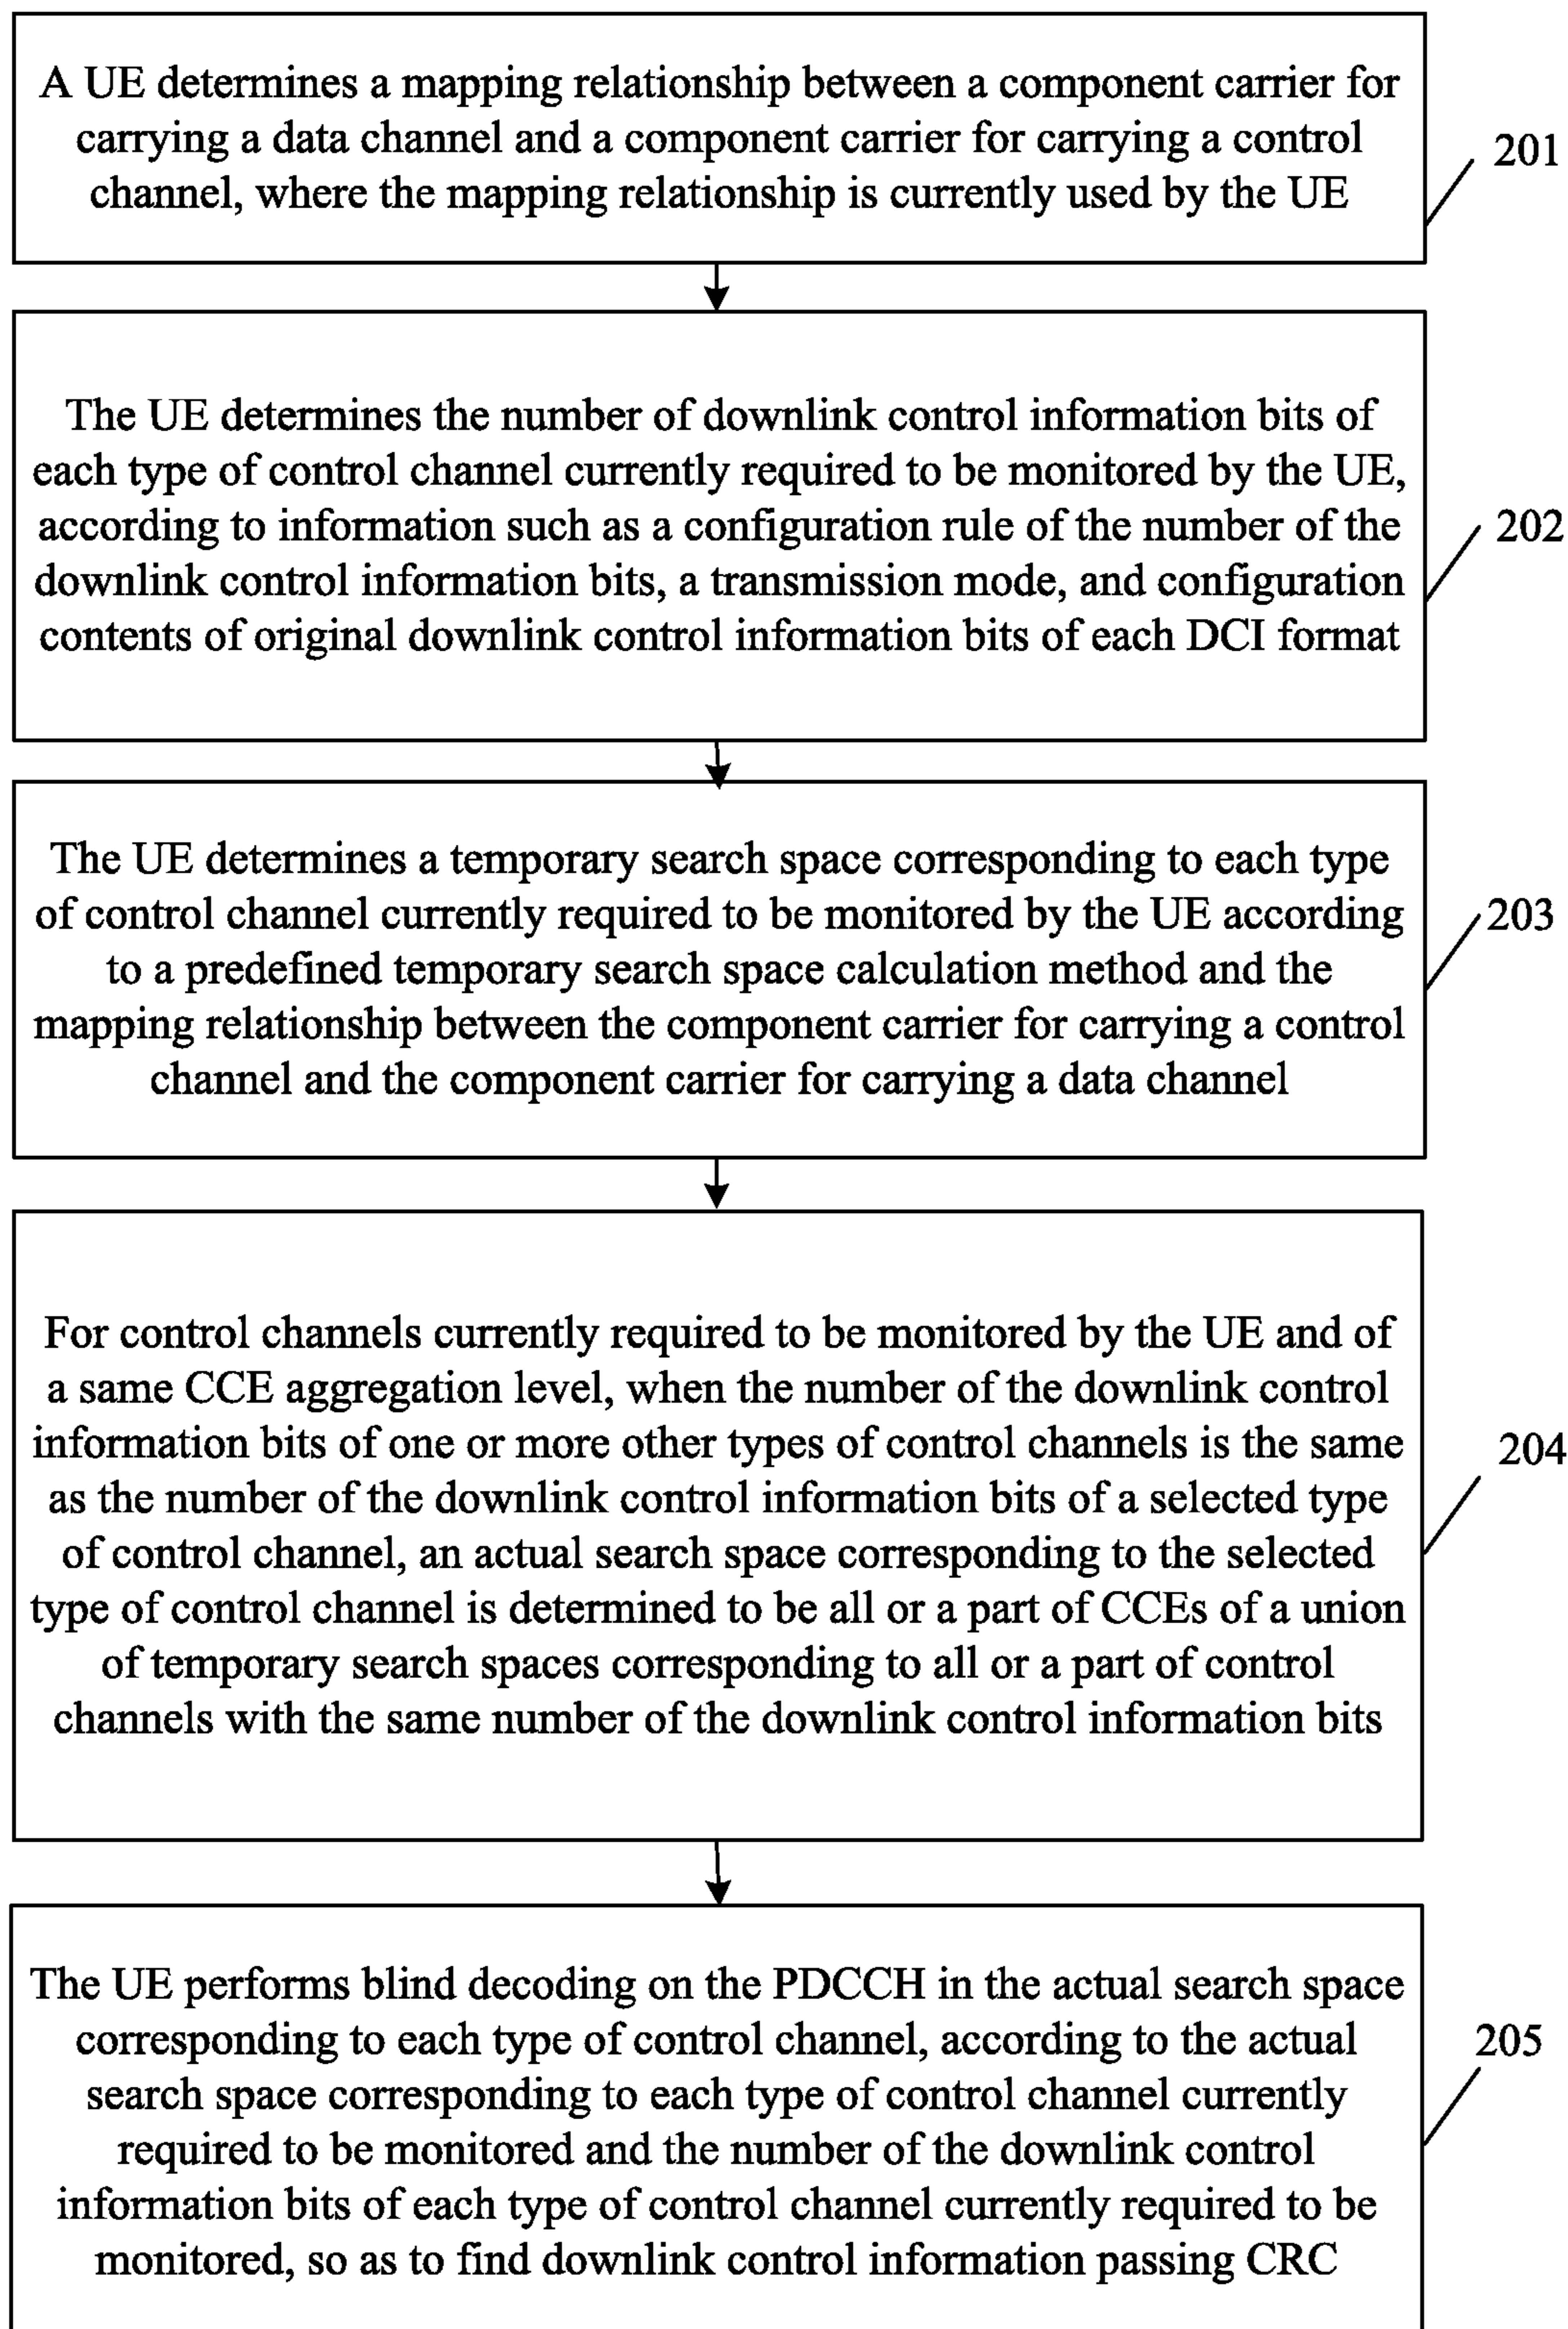 A UE determines a mapping relationship between a component carrier for
carrying a data channel and a component carrier for carrying a control
channel, where the mapping relationship is currently used by the UE
201
The UE determines the number of downlink control information bits of
each type of control channel currently required to be monitored by the UE,
according to information such as a configuration rule of the number of the
downlink control information bits, a transmission mode, and configuration
contents of original downlink control information bits of each DCI format
202
The UE determines a temporary search space corresponding to each type
of control channel currently required to be monitored by the UE according
to a predefined temporary search space calculation method and the
mapping relationship between the component carrier for carrying a control
channel and the component carrier for carrying a data channel
203
For control channels currently required to be monitored by the UE and of
a same CCE aggregation level, when the number of the downlink control
information bits of one or more other types of control channels is the same
as the number of the downlink control information bits of a selected type
of control channel, an actual search space corresponding to the selected
type of control channel is determined to be all or a part of CCEs of a union
of temporary search spaces corresponding to all or a part of control
channels with the same number of the downlink control information bits
204
The UE performs blind decoding on the PDCCH in the actual search space
corresponding to each type of control channel, according to the actual
search space corresponding to each type of control channel currently
required to be monitored and the number of the downlink control
information bits of each type of control channel currently required to be
monitored, so as to find downlink control information passing CRC
205